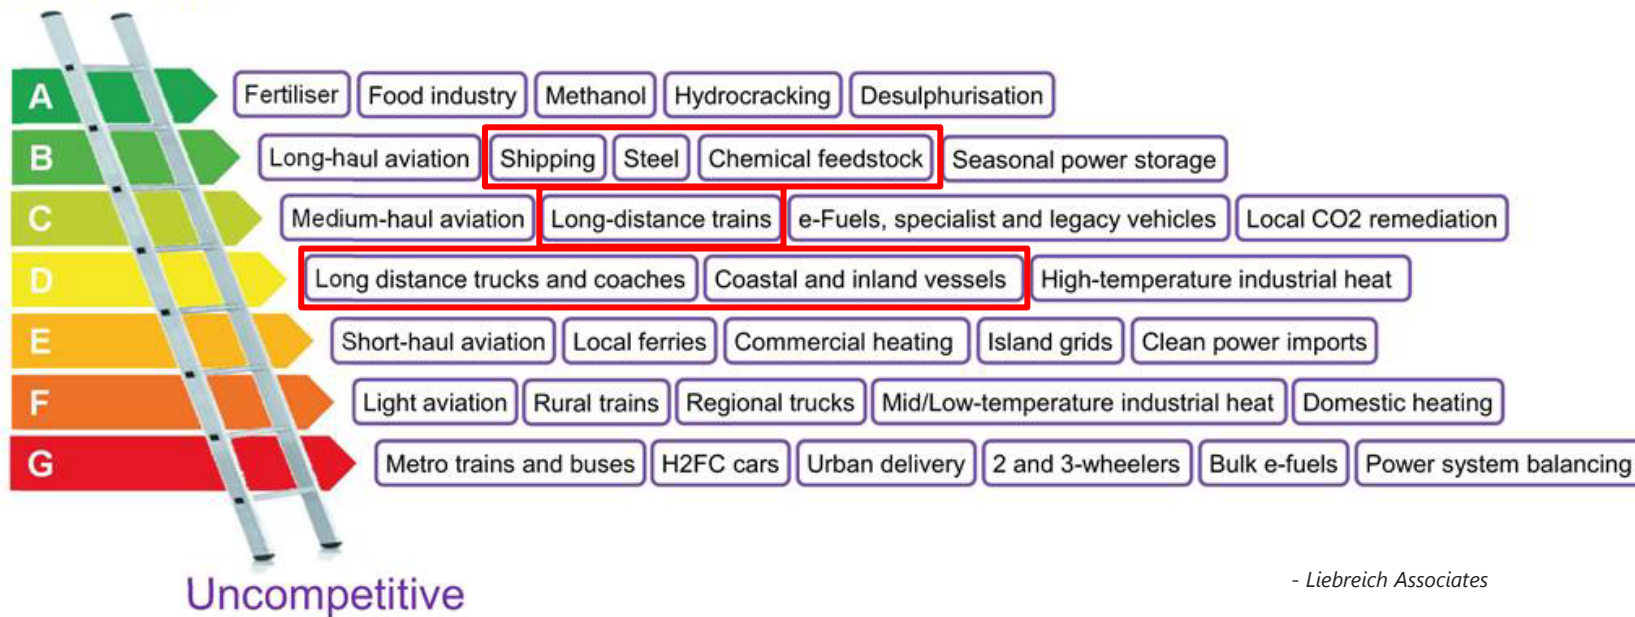 A Fertiliser Food industry Methanol Hydrocracking Desulphurisation
B Long-haul aviation Shipping Steel Chemical feedstock Seasonal power storage
C Medium-haul aviation Long-distance trains e-Fuels, specialist and legacy vehicles Local CO2 remediation
D Long distance trucks and coaches Coastal and inland vessels High-temperature industrial heat
E Short-haul aviation Local ferries Commercial heating Island grids Clean power imports
F Light aviation Rural trains Regional trucks Mid/Low-temperature industrial heat Domestic heating
G Metro trains and buses H2FC cars Urban delivery 2 and 3-wheelers Bulk e-fuels Power system balancing
Uncompetitive
- Liebreich Associates